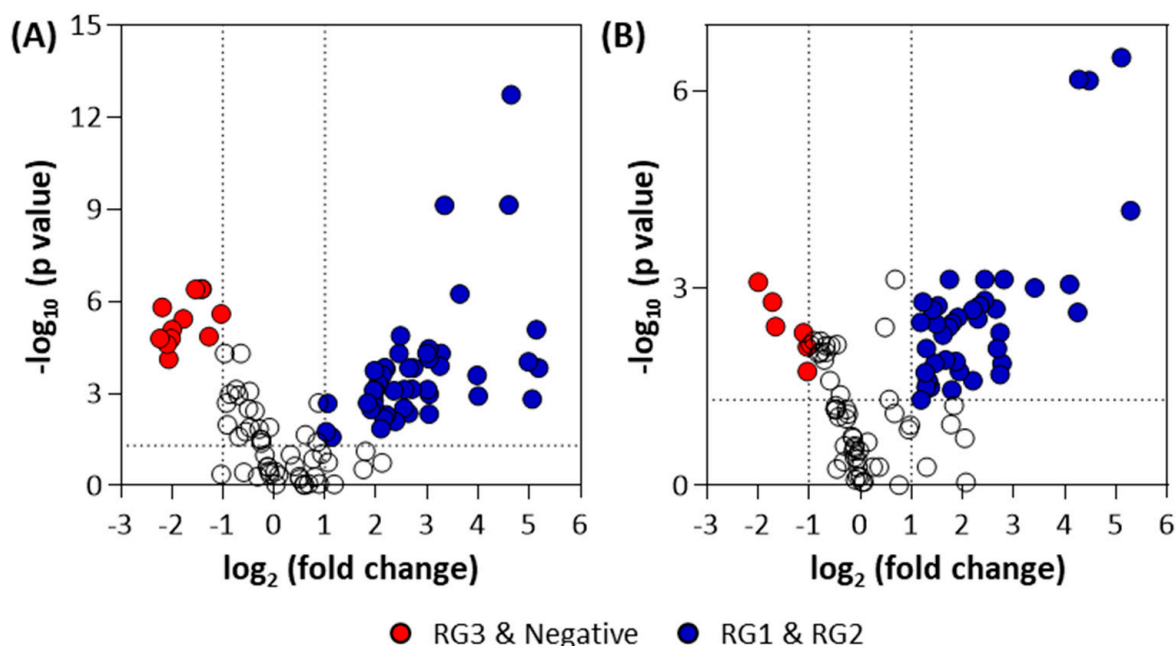 (A)
15
12
9
6
3
0
-log₁₀ (p value)
-3 -2 -1 0 1 2 3 4 5 6
log₂ (fold change)
(B)
6
3
0
-log₁₀ (p value)
-3 -2 -1 0 1 2 3 4 5 6
log₂ (fold change)
RG3 & Negative RG1 & RG2